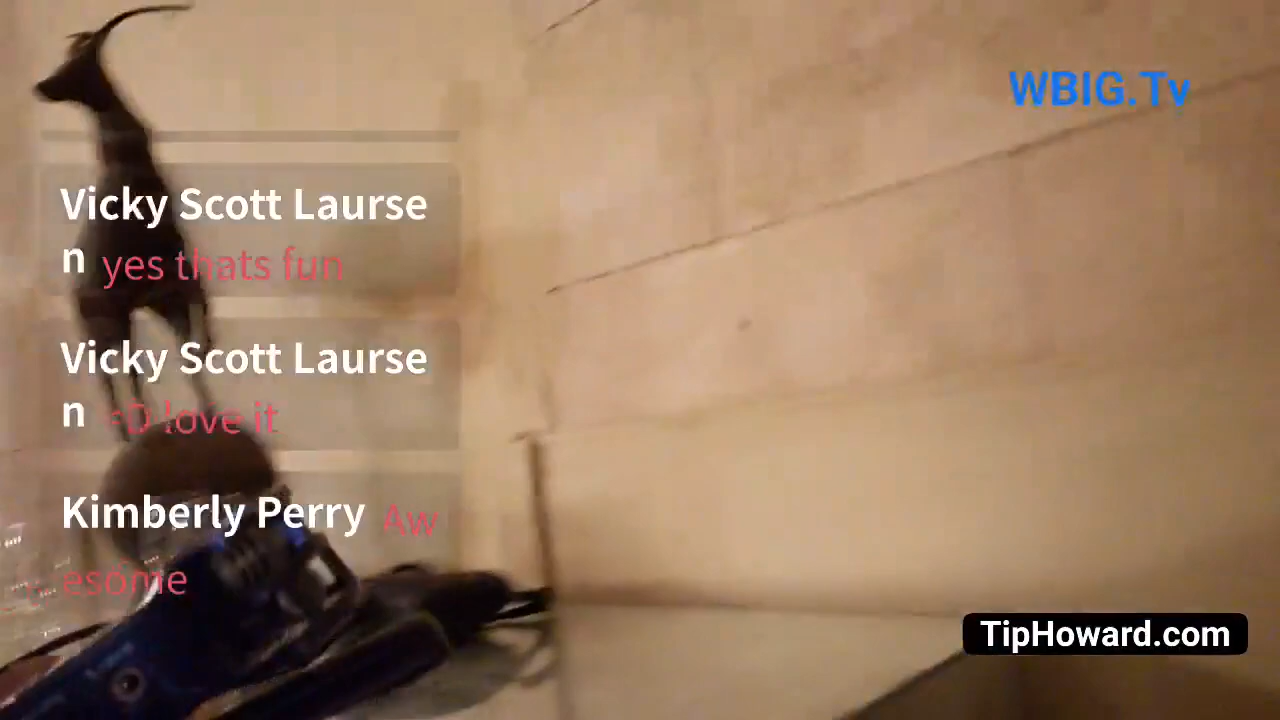 WBIG.Tv
Vicky Scott Laurse
n yes thats fun
Vicky Scott Laurse
n =D love it
Kimberly Perry Aw
esome
TipHoward.com